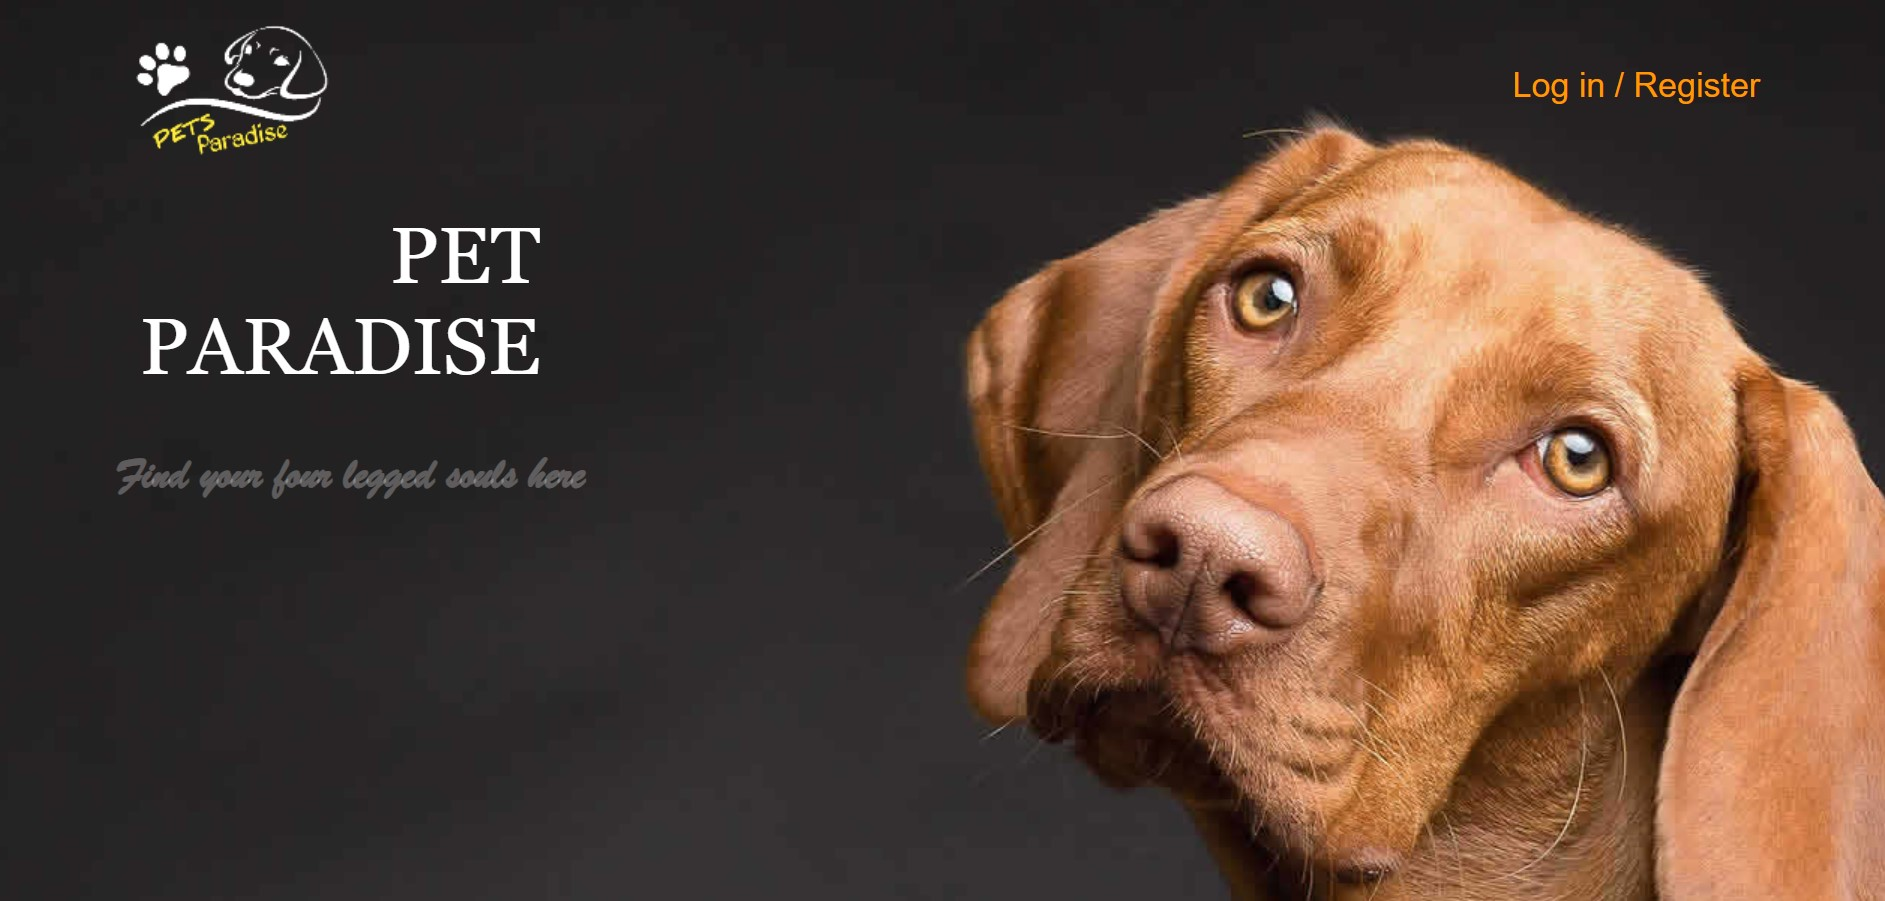 PETS
Paradise
Log in / Register
PET
PARADISE
Find your four legged souls here